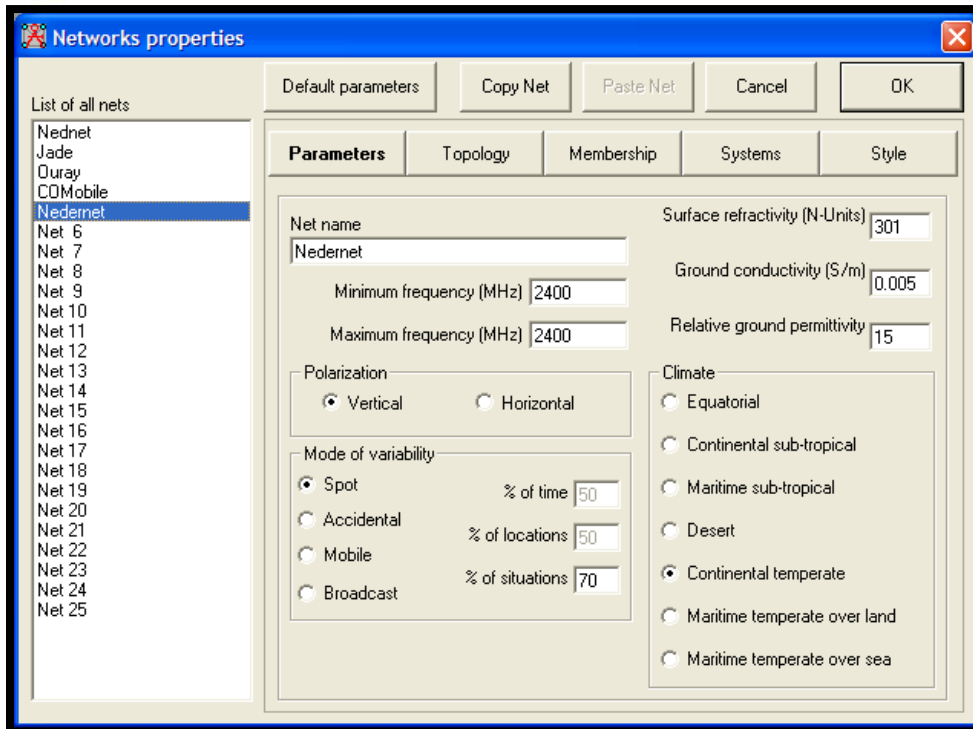 Networks properties
Default parameters
Copy Net
Paste Net
Cancel
OK
List of all nets
Nednet
Jade
Ouray
COMobile
Nedernet
Net 6
Net 7
Net 8
Net 9
Net 10
Net 11
Net 12
Net 13
Net 14
Net 15
Net 16
Net 17
Net 18
Net 19
Net 20
Net 21
Net 22
Net 23
Net 24
Net 25
Parameters
Topology
Membership
Systems
Style
Net name
Nedernet
Minimum frequency (MHz) 2400
Maximum frequency (MHz) 2400
Surface refractivity (N-Units) 301
Ground conductivity (S/m) 0.005
Relative ground permittivity 15
Polarization
Vertical
Horizontal
Mode of variability
Spot
Accidental
Mobile
Broadcast
% of time 50
% of locations 50
% of situations 70
Climate
Equatorial
Continental sub-tropical
Maritime sub-tropical
Desert
Continental temperate
Maritime temperate over land
Maritime temperate over sea